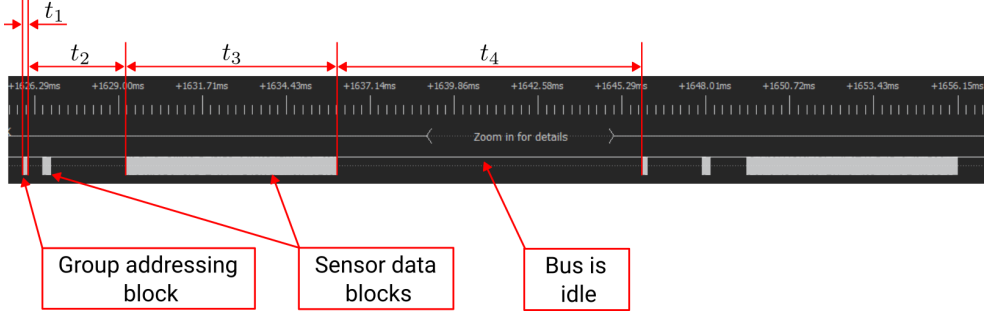 t1
t2 t3 t4
+1626.29ms +1629.00ms +1631.71ms +1634.43ms +1637.14ms +1639.86ms +1642.58ms +1645.29ms +1648.01ms +1650.72ms +1653.43ms +1656.15ms
Zoom in for details
Group addressing
block
Sensor data
blocks
Bus is
idle